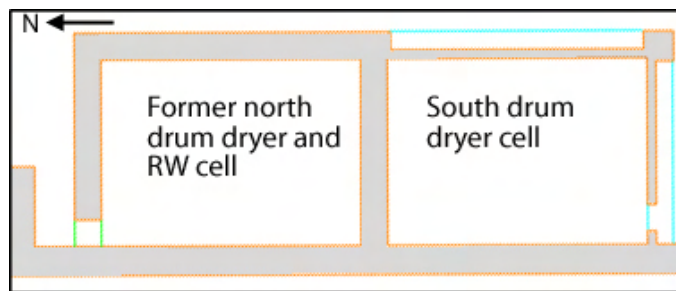 N
Former north
drum dryer and
RW cell
South drum
dryer cell